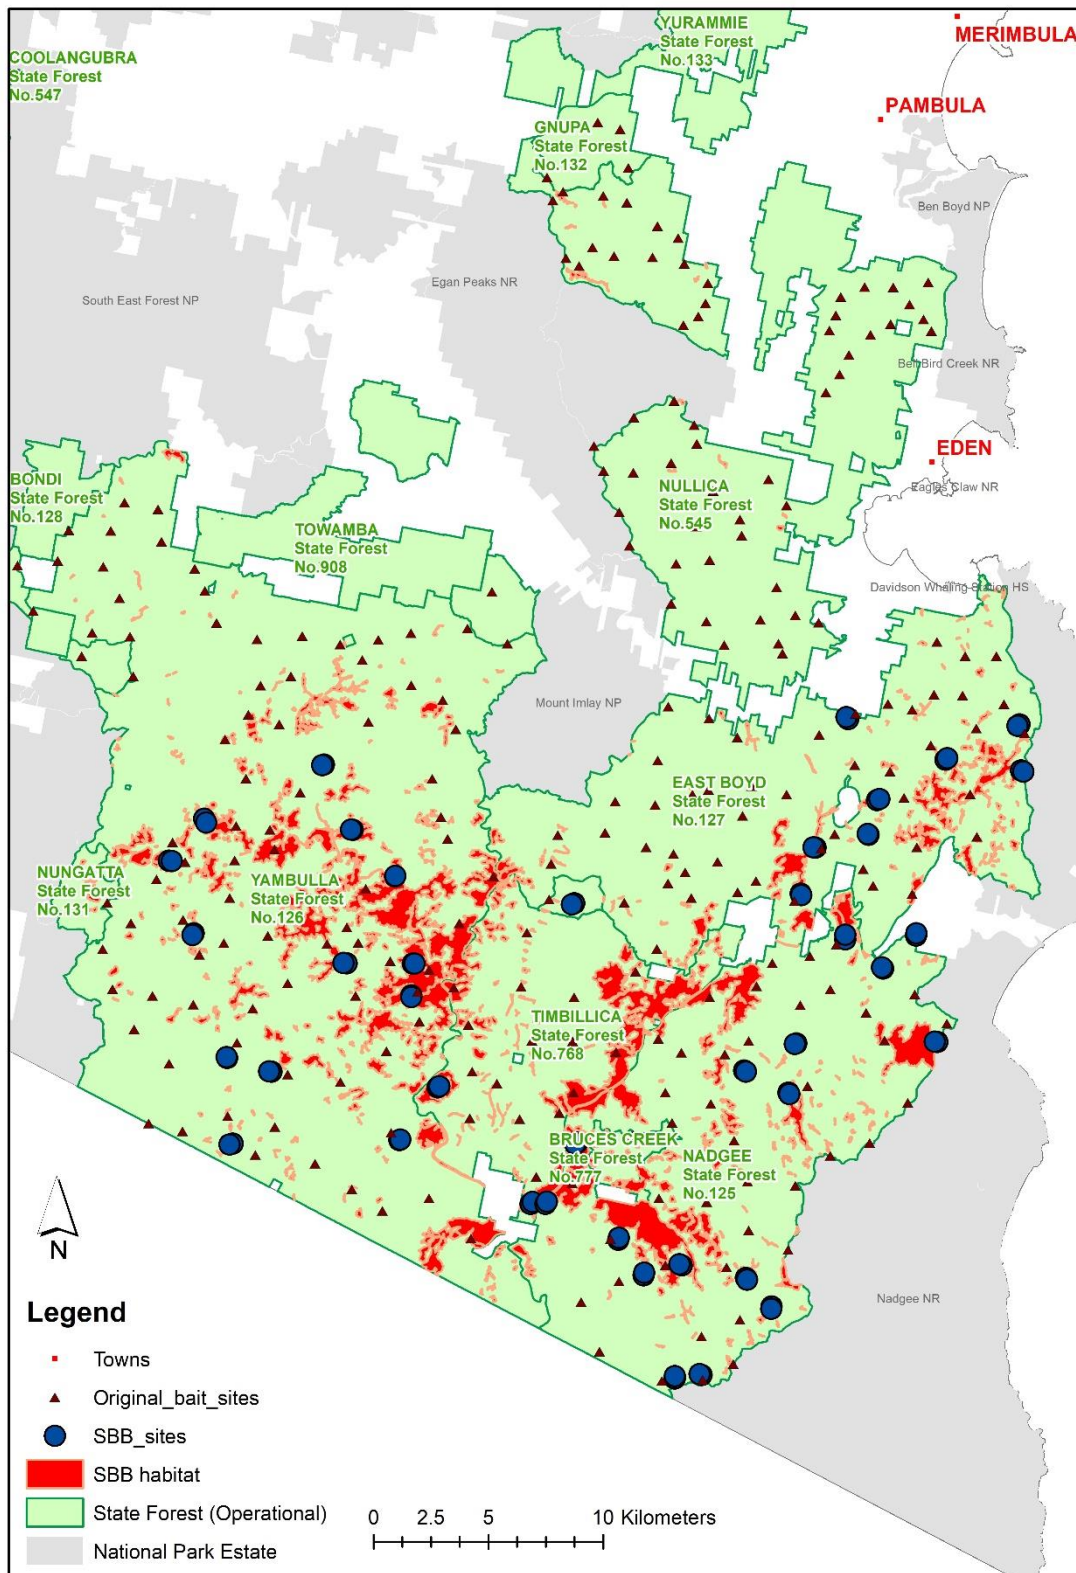 YURAMMIE
State Forest
No.133
MERIMBULA
COOLANGUBRA
State Forest
No.547
PAMBULA
GNUPA
State Forest
No.132
Ben Boyd NP
Egan Peaks NR
South East Forest NP
Bell Bird Creek NR
EDEN
Eagles Claw NR
BONDI
State Forest
No.128
NULLICA
State Forest
No.545
TOWAMBA
State Forest
No.908
Davidson Whaling Station HS
Mount Imlay NP
EAST BOYD
State Forest
No.127
NUNGATTA
State Forest
No.131
YAMBULLA
State Forest
No.126
TIMBILLICA
State Forest
No.768
BRUCES CREEK
State Forest
No.777
NADGEE
State Forest
No.125
N
Nadgee NR
Legend
Towns
Original_bait_sites
SBB_sites
SBB habitat
State Forest (Operational)
National Park Estate
0 2.5 5 10 Kilometers